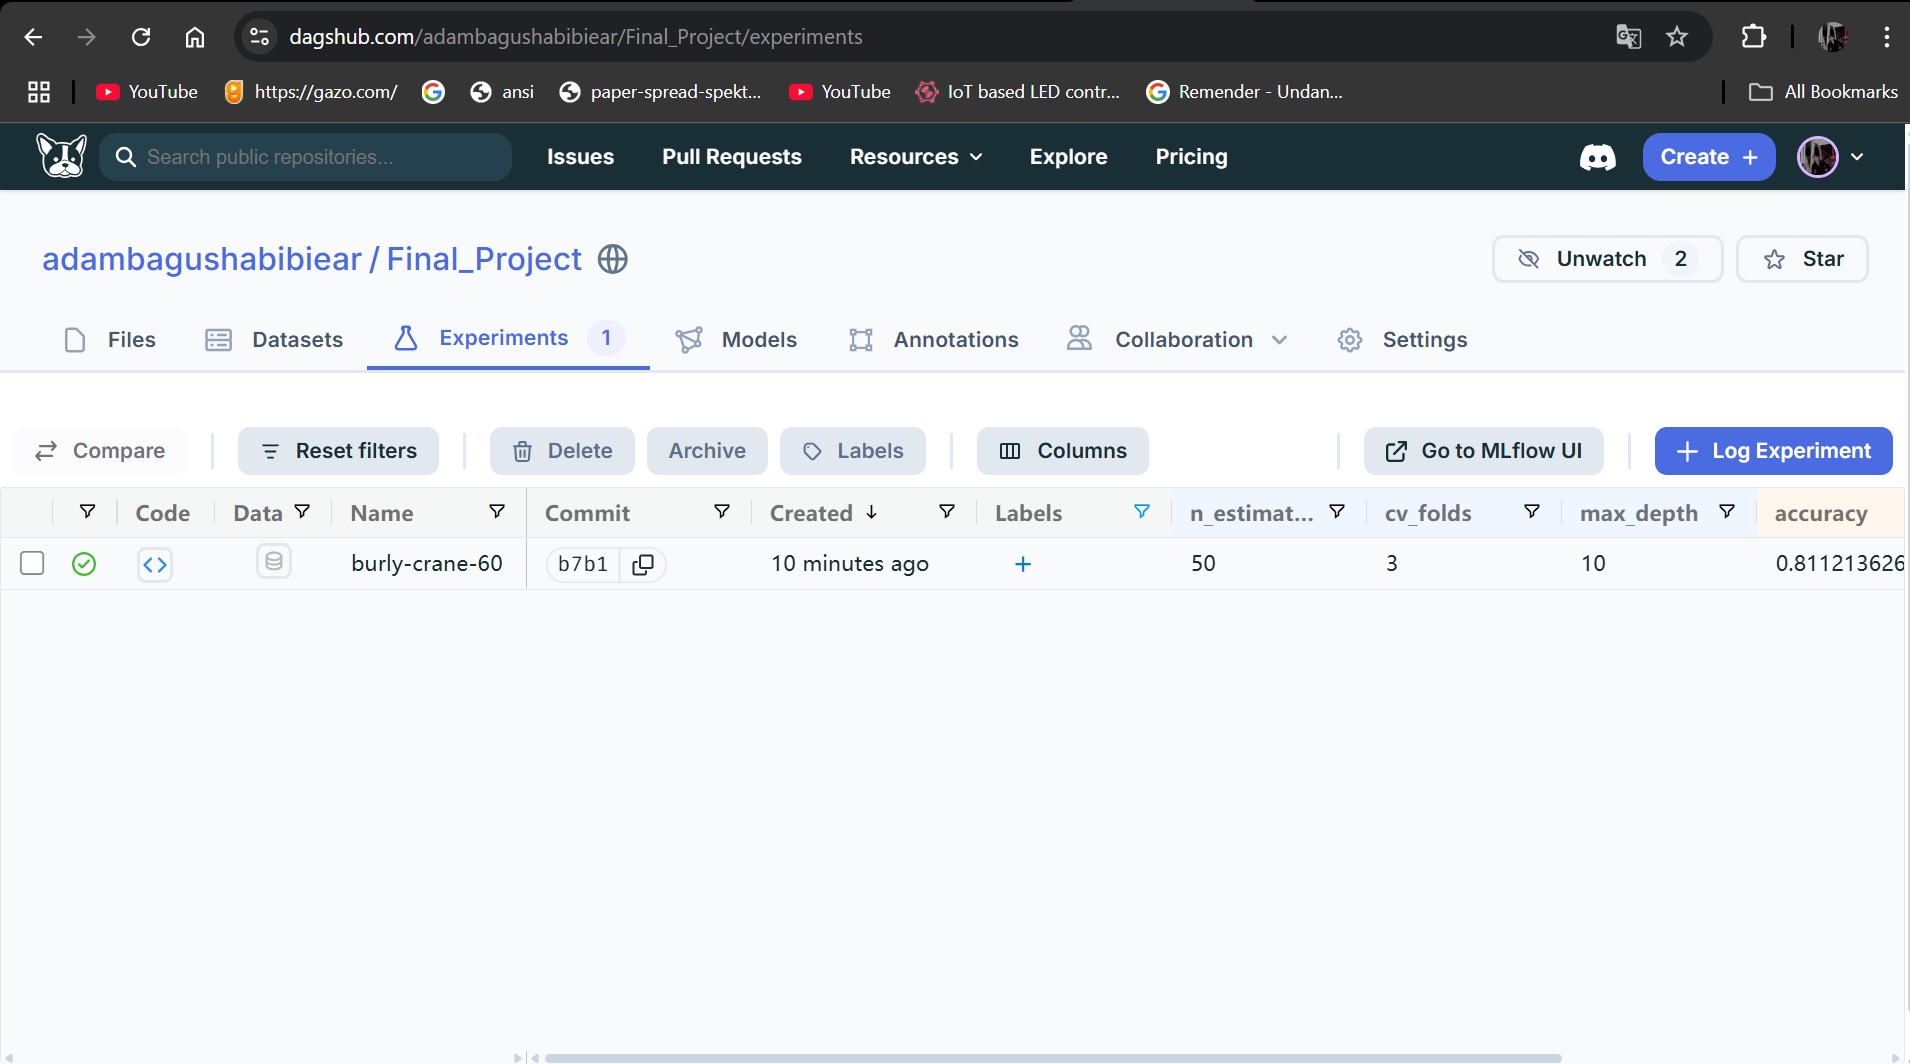 dagshub.com/adambagushabibiear/Final_Project/experiments
YouTube https://gazo.com/ ansi paper-spread-spekt... YouTube IoT based LED contr... Remender - Undan... All Bookmarks
Search public repositories... Issues Pull Requests Resources Explore Pricing Create +
adambagushabibiear / Final_Project Unwatch 2 Star
Files Datasets Experiments 1 Models Annotations Collaboration Settings
Compare Reset filters Delete Archive Labels Columns Go to MLflow UI + Log Experiment
Code Data Name Commit Created ↓ Labels n_estimat... cv_folds max_depth accuracy
burly-crane-60 b7b1 10 minutes ago + 50 3 10 0.811213626